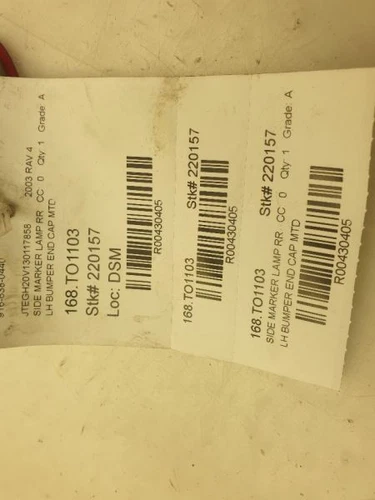 JTEGH20V130117858 2003 RAV 4
SIDE MARKER LAMP RR CC 0 Qty 1 Grade A
LH BUMPER END CAP MTD
168.TO1103
Stk# 220157
Loc: DSM
R00430405
168.TO1103 Stk# 220157
R00430405
168.TO1103 Stk# 220157
SIDE MARKER LAMP RR CC 0 Qty 1 Grade A
LH BUMPER END CAP MTD
R00430405